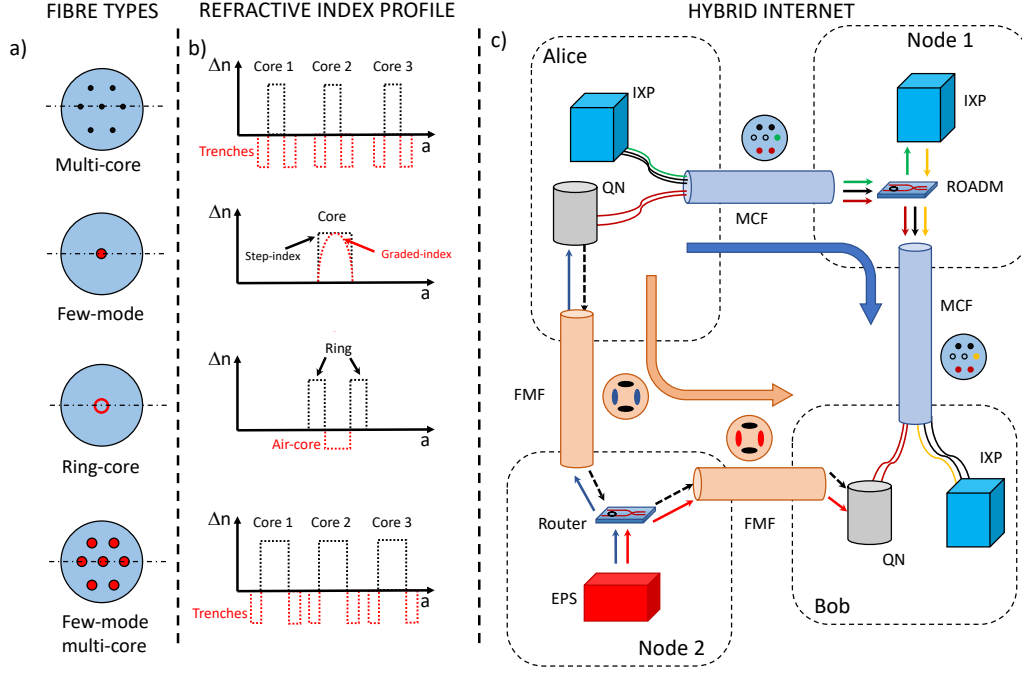 FIBRE TYPES
REFRACTIVE INDEX PROFILE
HYBRID INTERNET
a)
Multi-core
Few-mode
Ring-core
Few-mode
multi-core
b)
Δn
Core 1
Core 2
Core 3
Trenches
a
Δn
Core
Step-index
Graded-index
a
Δn
Ring
Air-core
a
Δn
Core 1
Core 2
Core 3
Trenches
a
c)
Alice
IXP
QN
MCF
Node 1
IXP
ROADM
MCF
FMF
Router
EPS
Node 2
FMF
QN
IXP
Bob